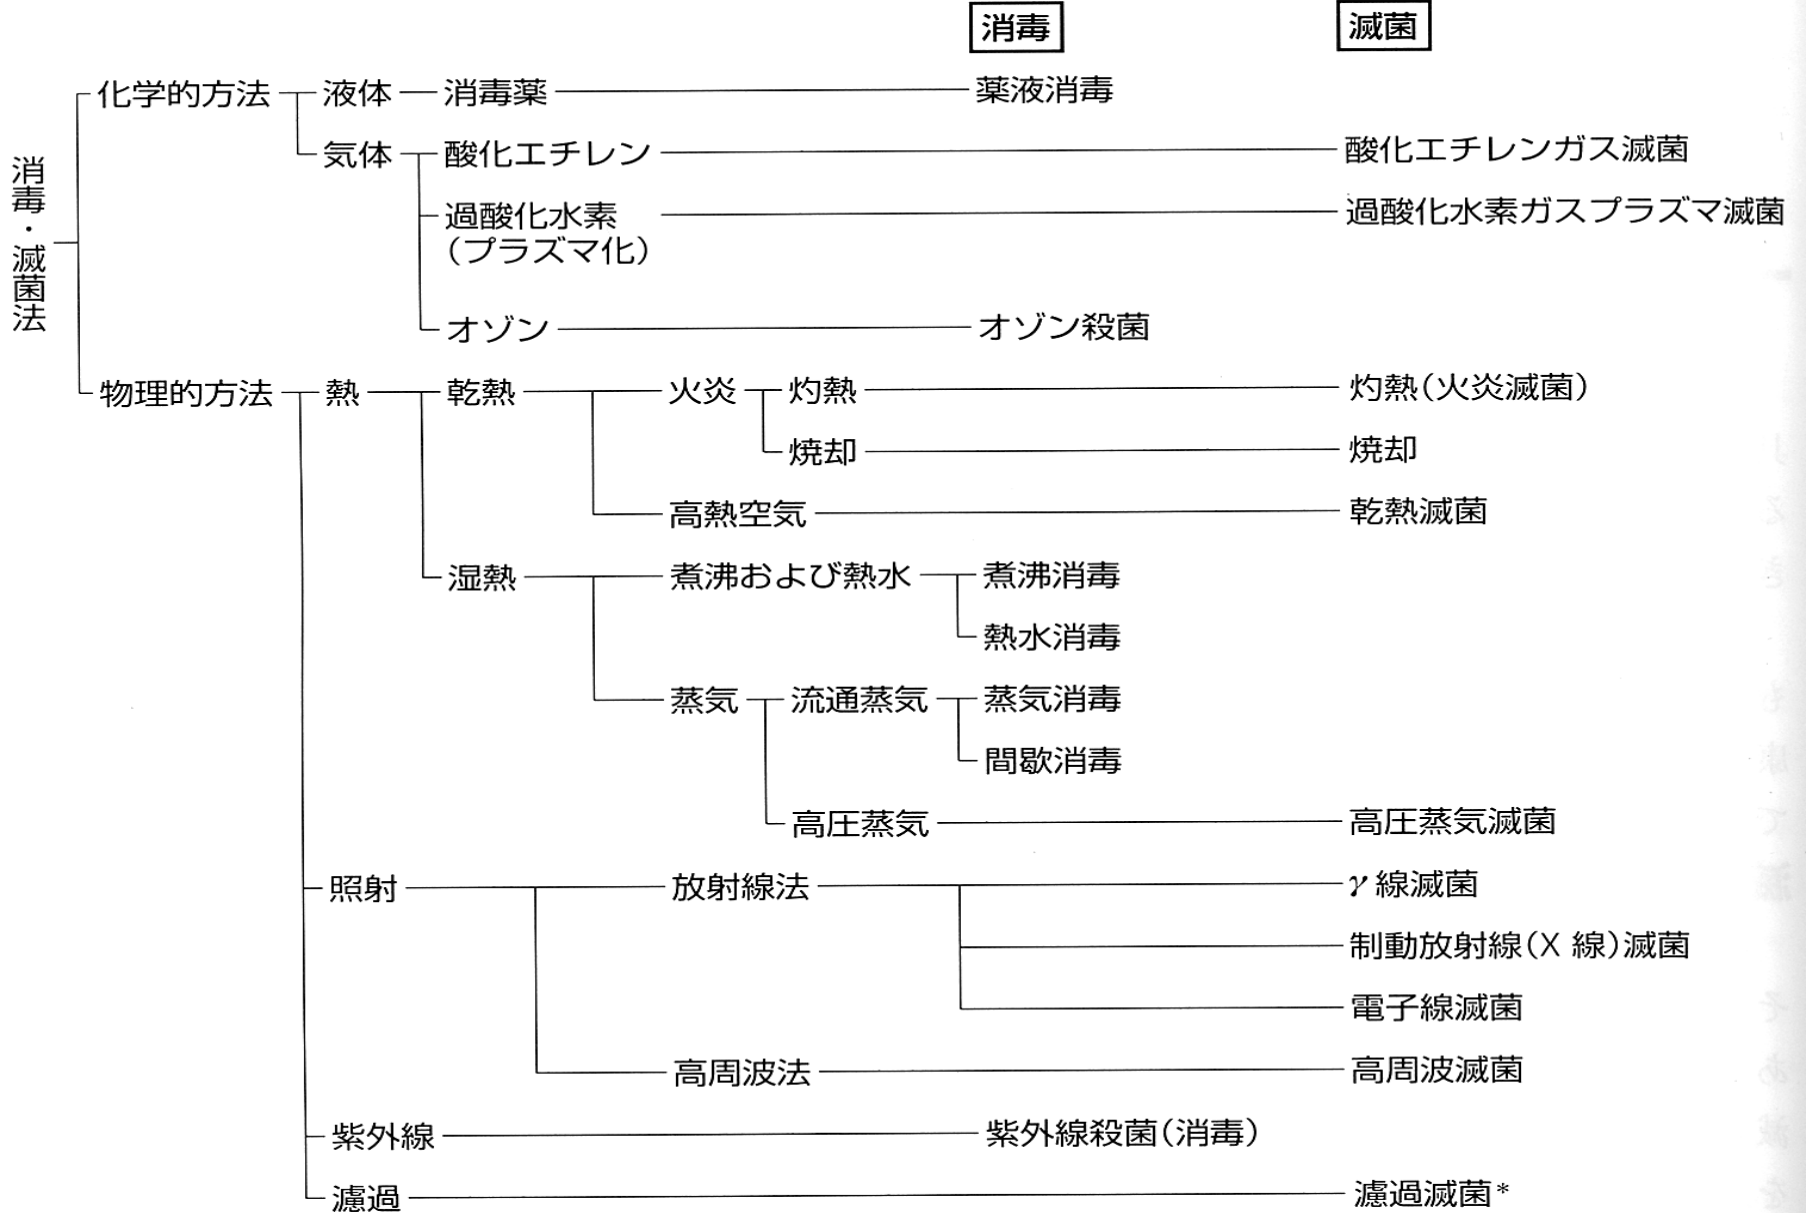 消毒
滅菌
消毒・滅菌法
化学的方法
液体
消毒薬
薬液消毒
気体
酸化エチレン
酸化エチレンガス滅菌
過酸化水素
(プラズマ化)
過酸化水素ガスプラズマ滅菌
オゾン
オゾン殺菌
物理的方法
熱
乾熱
火炎
灼熱
灼熱(火炎滅菌)
焼却
焼却
高熱空気
乾熱滅菌
湿熱
煮沸および熱水
煮沸消毒
熱水消毒
蒸気
流通蒸気
蒸気消毒
間歇消毒
高圧蒸気
高圧蒸気滅菌
照射
放射線法
γ線滅菌
制動放射線(X 線)滅菌
電子線滅菌
高周波法
高周波滅菌
紫外線
紫外線殺菌(消毒)
濾過
濾過滅菌*